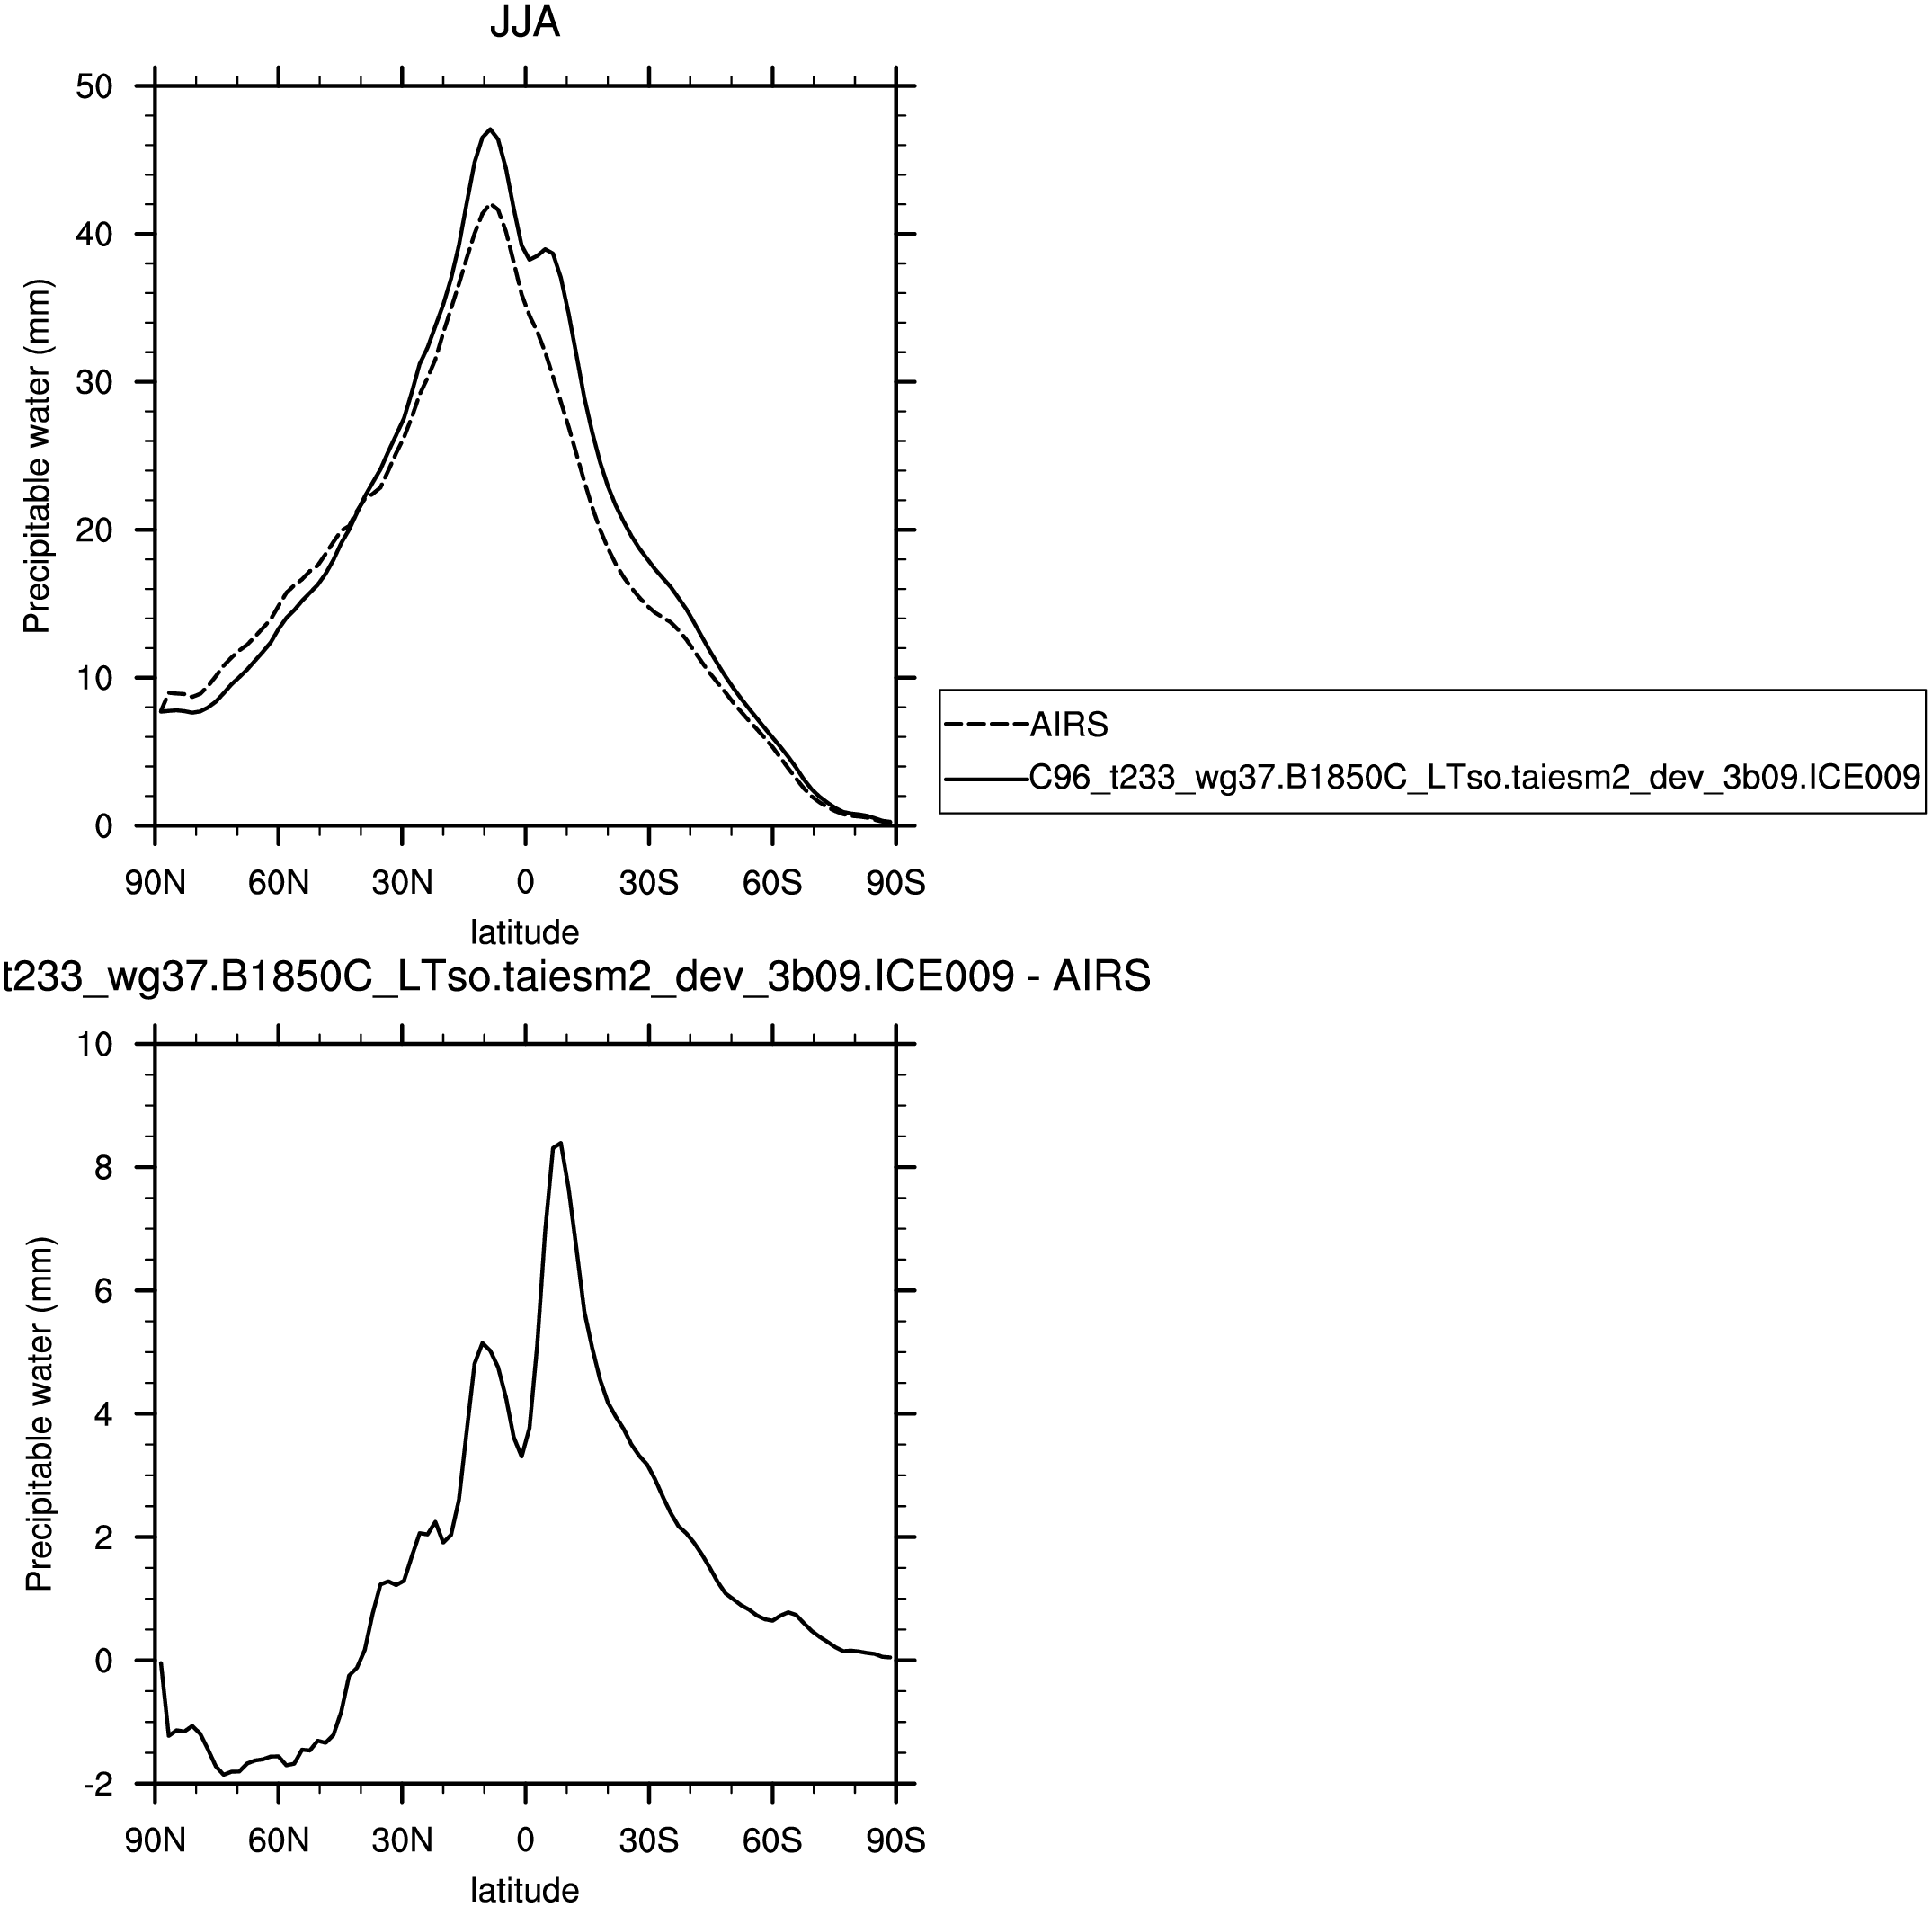 JJA
50
40
30
20
10
0
Precipitable water (mm)
90N 60N 30N 0 30S 60S 90S
latitude
AIRS
C96_t233_wg37.B1850C_LTso.taiesm2_dev_3b09.ICE009
t233_wg37.B1850C_LTso.taiesm2_dev_3b09.ICE009 - AIRS
10
8
6
4
2
0
-2
Precipitable water (mm)
90N 60N 30N 0 30S 60S 90S
latitude